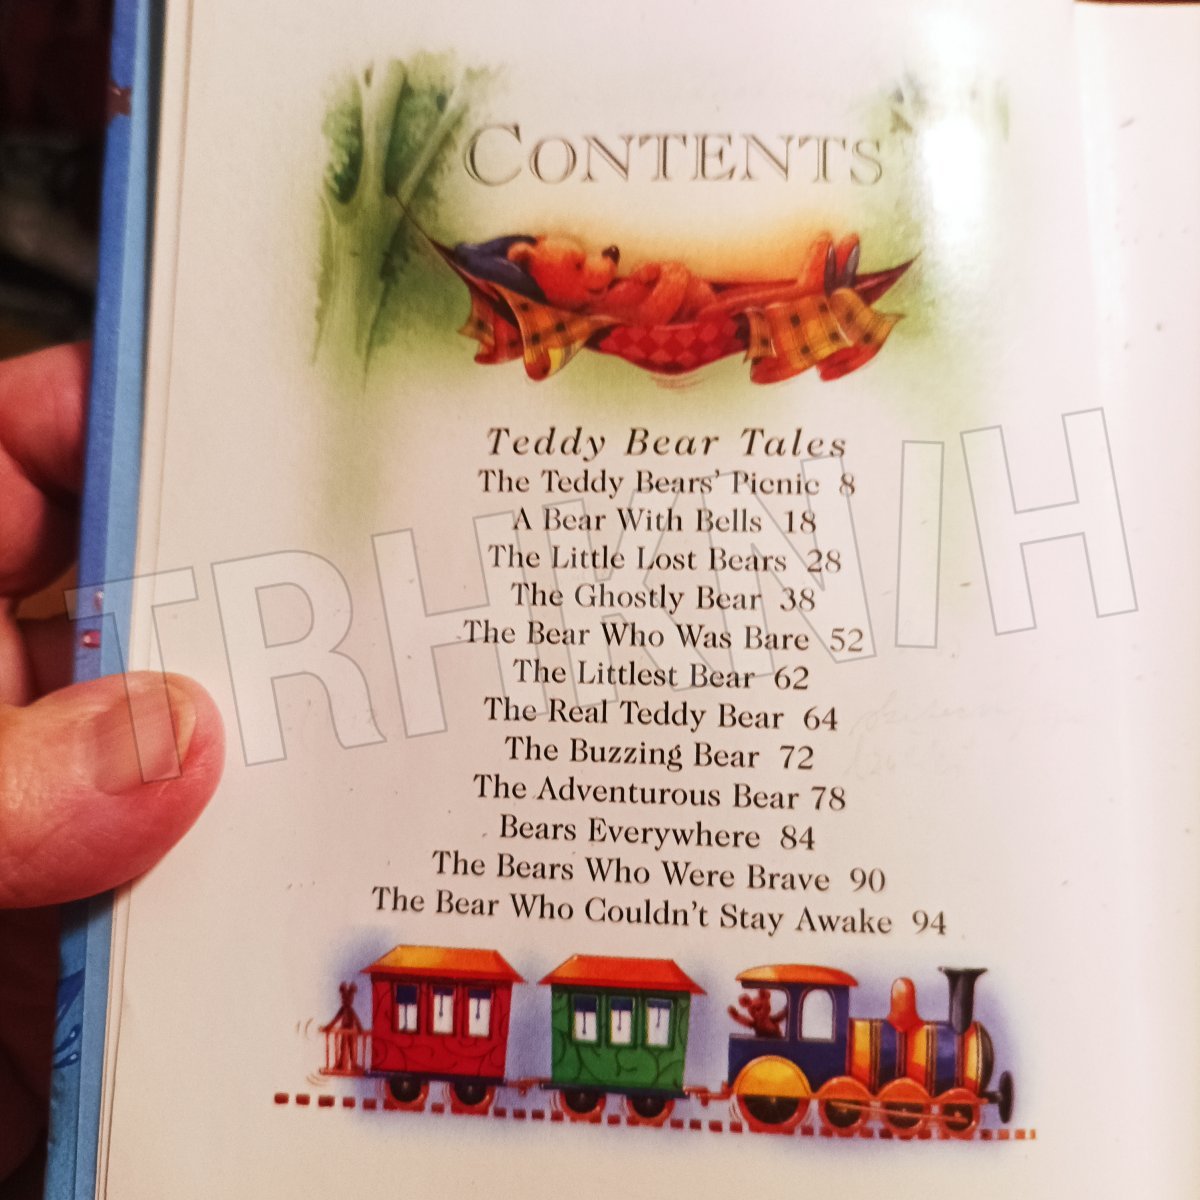 CONTENTS
Teddy Bear Tales
The Teddy Bears' Picnic 8
A Bear With Bells 18
The Little Lost Bears 28
The Ghostly Bear 38
The Bear Who Was Bare 52
The Littlest Bear 62
The Real Teddy Bear 64
The Buzzing Bear 72
The Adventurous Bear 78
Bears Everywhere 84
The Bears Who Were Brave 90
The Bear Who Couldn't Stay Awake 94
TRHKNIH